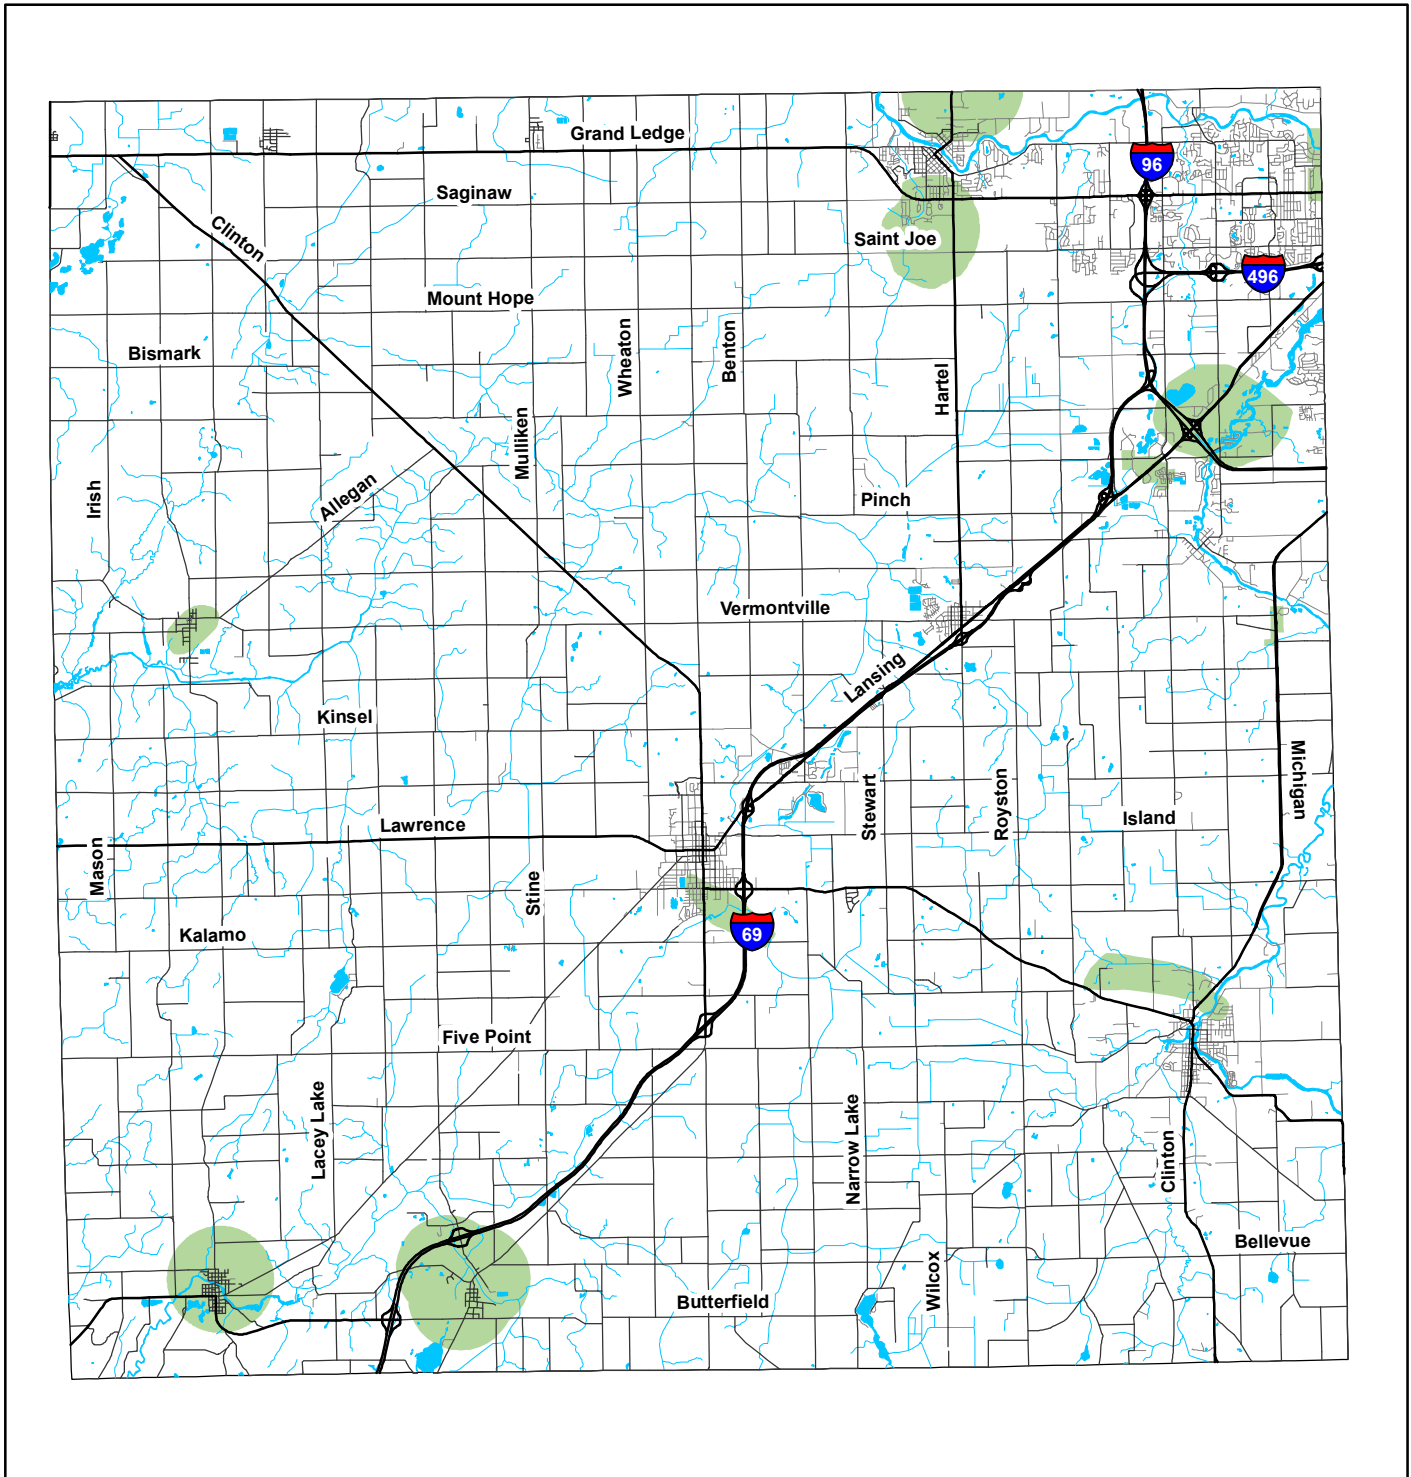 Grand Ledge
96
Saginaw
Clinton
Saint Joe
496
Mount Hope
Bismark
Wheaton
Benton
Hartel
Mulliken
Irish
Allegan
Pinch
Vermontville
Lansing
Kinsel
Michigan
Stewart
Royston
Island
Lawrence
Mason
Stine
Kalamo
69
Five Point
Lacey Lake
Narrow Lake
Clinton
Bellevue
Wilcox
Butterfield